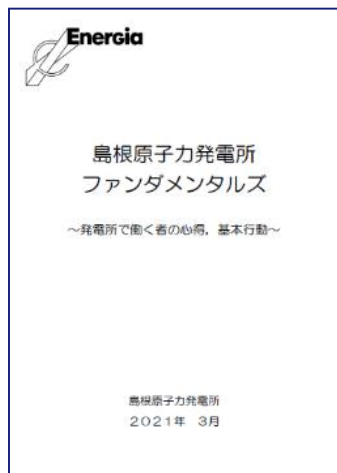 Energia
島根原子力発電所
ファンダメンタルズ
～発電所で働く者の心得，基本行動～
島根原子力発電所
２０２１年　３月